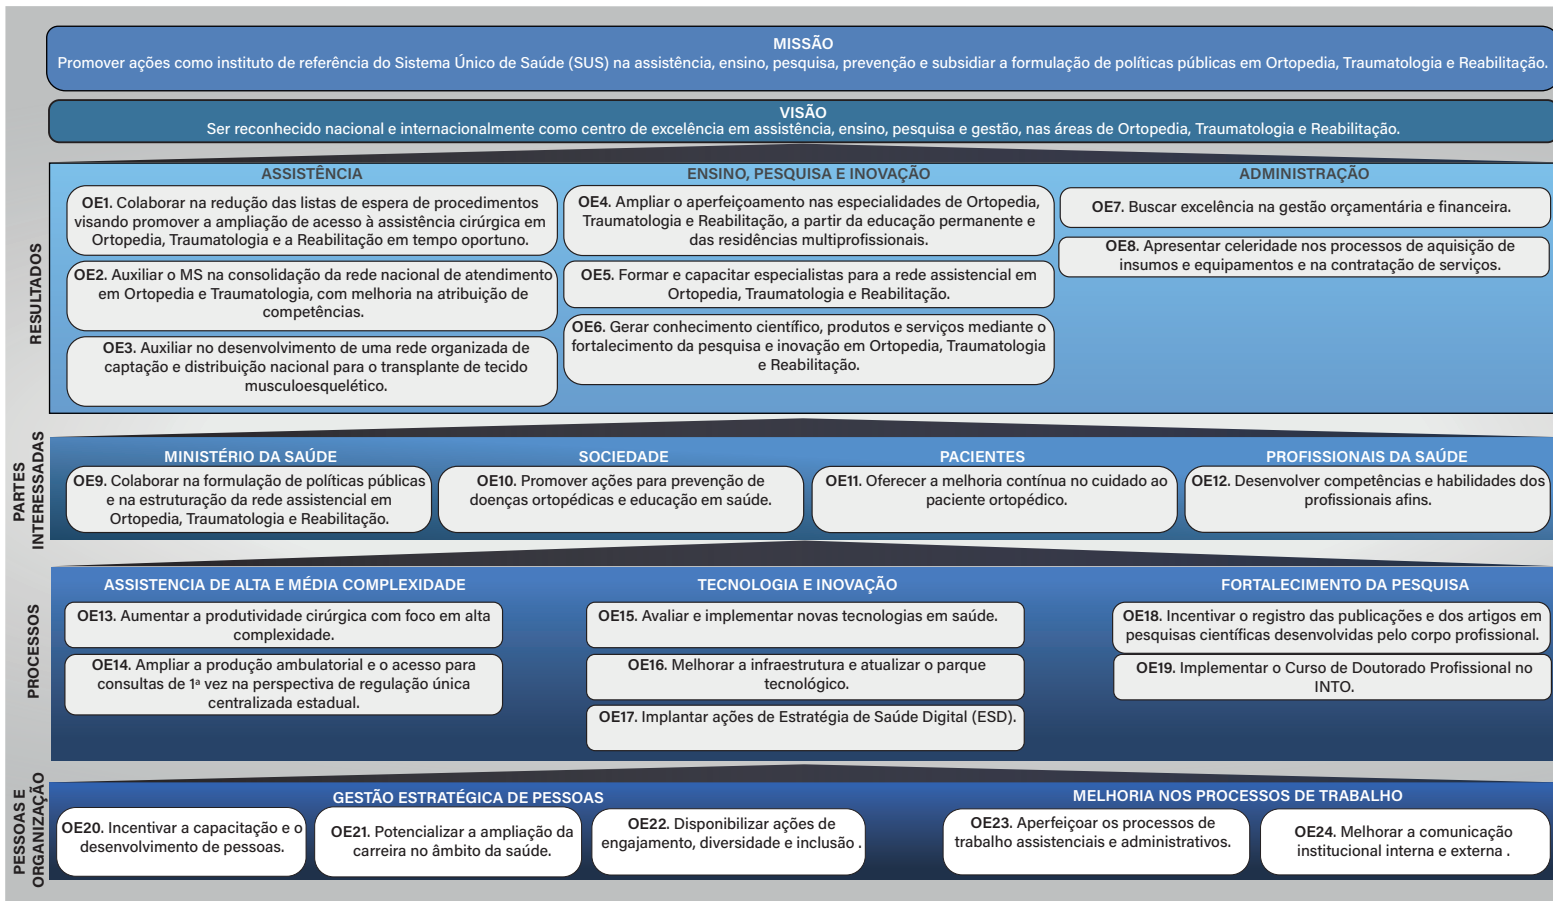 MISSÃO
Promover ações como instituto de referência do Sistema Único de Saúde (SUS) na assistência, ensino, pesquisa, prevenção e subsidiar a formulação de políticas públicas em Ortopedia, Traumatologia e Reabilitação.
VISÃO
Ser reconhecido nacional e internacionalmente como centro de excelência em assistência, ensino, pesquisa e gestão, nas áreas de Ortopedia, Traumatologia e Reabilitação.
RESULTADOS
ASSISTÊNCIA
OE1. Colaborar na redução das listas de espera de procedimentos
visando promover a ampliação de acesso à assistência cirúrgica em
Ortopedia, Traumatologia e a Reabilitação em tempo oportuno.
OE2. Auxiliar o MS na consolidação da rede nacional de atendimento
em Ortopedia e Traumatologia, com melhoria na atribuição de
competências.
OE3. Auxiliar no desenvolvimento de uma rede organizada de
captação e distribuição nacional para o transplante de tecido
musculoesquelético.
ENSINO, PESQUISA E INOVAÇÃO
OE4. Ampliar o aperfeiçoamento nas especialidades de Ortopedia,
Traumatologia e Reabilitação, a partir da educação permanente e
das residências multiprofissionais.
OE5. Formar e capacitar especialistas para a rede assistencial em
Ortopedia, Traumatologia e Reabilitação.
OE6. Gerar conhecimento científico, produtos e serviços mediante o
fortalecimento da pesquisa e inovação em Ortopedia, Traumatologia
e Reabilitação.
ADMINISTRAÇÃO
OE7. Buscar excelência na gestão orçamentária e financeira.
OE8. Apresentar celeridade nos processos de aquisição de
insumos e equipamentos e na contratação de serviços.
PARTES
INTERESSADAS
MINISTÉRIO DA SAÚDE
OE9. Colaborar na formulação de políticas públicas
e na estruturação da rede assistencial em
Ortopedia, Traumatologia e Reabilitação.
SOCIEDADE
OE10. Promover ações para prevenção de
doenças ortopédicas e educação em saúde.
PACIENTES
OE11. Oferecer a melhoria contínua no cuidado ao
paciente ortopédico.
PROFISSIONAIS DA SAÚDE
OE12. Desenvolver competências e habilidades dos
profissionais afins.
PROCESSOS
ASSISTENCIA DE ALTA E MÉDIA COMPLEXIDADE
OE13. Aumentar a produtividade cirúrgica com foco em alta
complexidade.
OE14. Ampliar a produção ambulatorial e o acesso para
consultas de 1ª vez na perspectiva de regulação única
centralizada estadual.
TECNOLOGIA E INOVAÇÃO
OE15. Avaliar e implementar novas tecnologias em saúde.
OE16. Melhorar a infraestrutura e atualizar o parque
tecnológico.
OE17. Implantar ações de Estratégia de Saúde Digital (ESD).
FORTALECIMENTO DA PESQUISA
OE18. Incentivar o registro das publicações e dos artigos em
pesquisas científicas desenvolvidas pelo corpo profissional.
OE19. Implementar o Curso de Doutorado Profissional no
INTO.
PESSOAS E
ORGANIZAÇÃO
GESTÃO ESTRATÉGICA DE PESSOAS
OE20. Incentivar a capacitação e o
desenvolvimento de pessoas.
OE21. Potencializar a ampliação da
carreira no âmbito da saúde.
OE22. Disponibilizar ações de
engajamento, diversidade e inclusão .
MELHORIA NOS PROCESSOS DE TRABALHO
OE23. Aperfeiçoar os processos de
trabalho assistenciais e administrativos.
OE24. Melhorar a comunicação
institucional interna e externa .